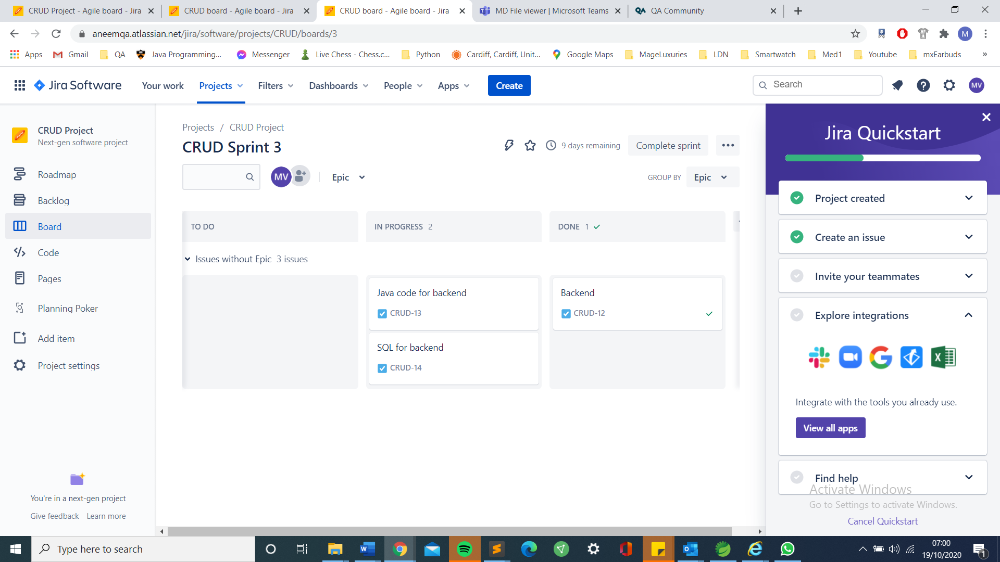 CRUD Project - Agile board - Jira
CRUD board - Agile board - Jira
CRUD board - Agile board - Jira
MD File viewer | Microsoft Teams
QA Community
aneemqa.atlassian.net/jira/software/projects/CRUD/boards/3
M
Apps
Gmail
QA
Java Programming...
Messenger
Live Chess - Chess.c...
Python
Cardiff, Cardiff, Unit...
Google Maps
MageLuxuries
LDN
Smartwatch
Med1
Youtube
mxEarbuds
»
Jira Software
Your work
Projects
Filters
Dashboards
People
Apps
Create
Search
MV
CRUD Project
Next-gen software project
Roadmap
Backlog
Board
Code
Pages
Planning Poker
Add item
Project settings
You're in a next-gen project
Give feedback Learn more
Projects / CRUD Project
CRUD Sprint 3
9 days remaining
Complete sprint
MV
Epic
GROUP BY
Epic
TO DO
IN PROGRESS 2
DONE 1
Issues without Epic 3 issues
Java code for backend
CRUD-13
SQL for backend
CRUD-14
Backend
CRUD-12
Jira Quickstart
Project created
Create an issue
Invite your teammates
Explore integrations
Integrate with the tools you already use.
View all apps
Find help
Activate Windows
Go to Settings to activate Windows.
Cancel Quickstart
Type here to search
07:00
19/10/2020
1